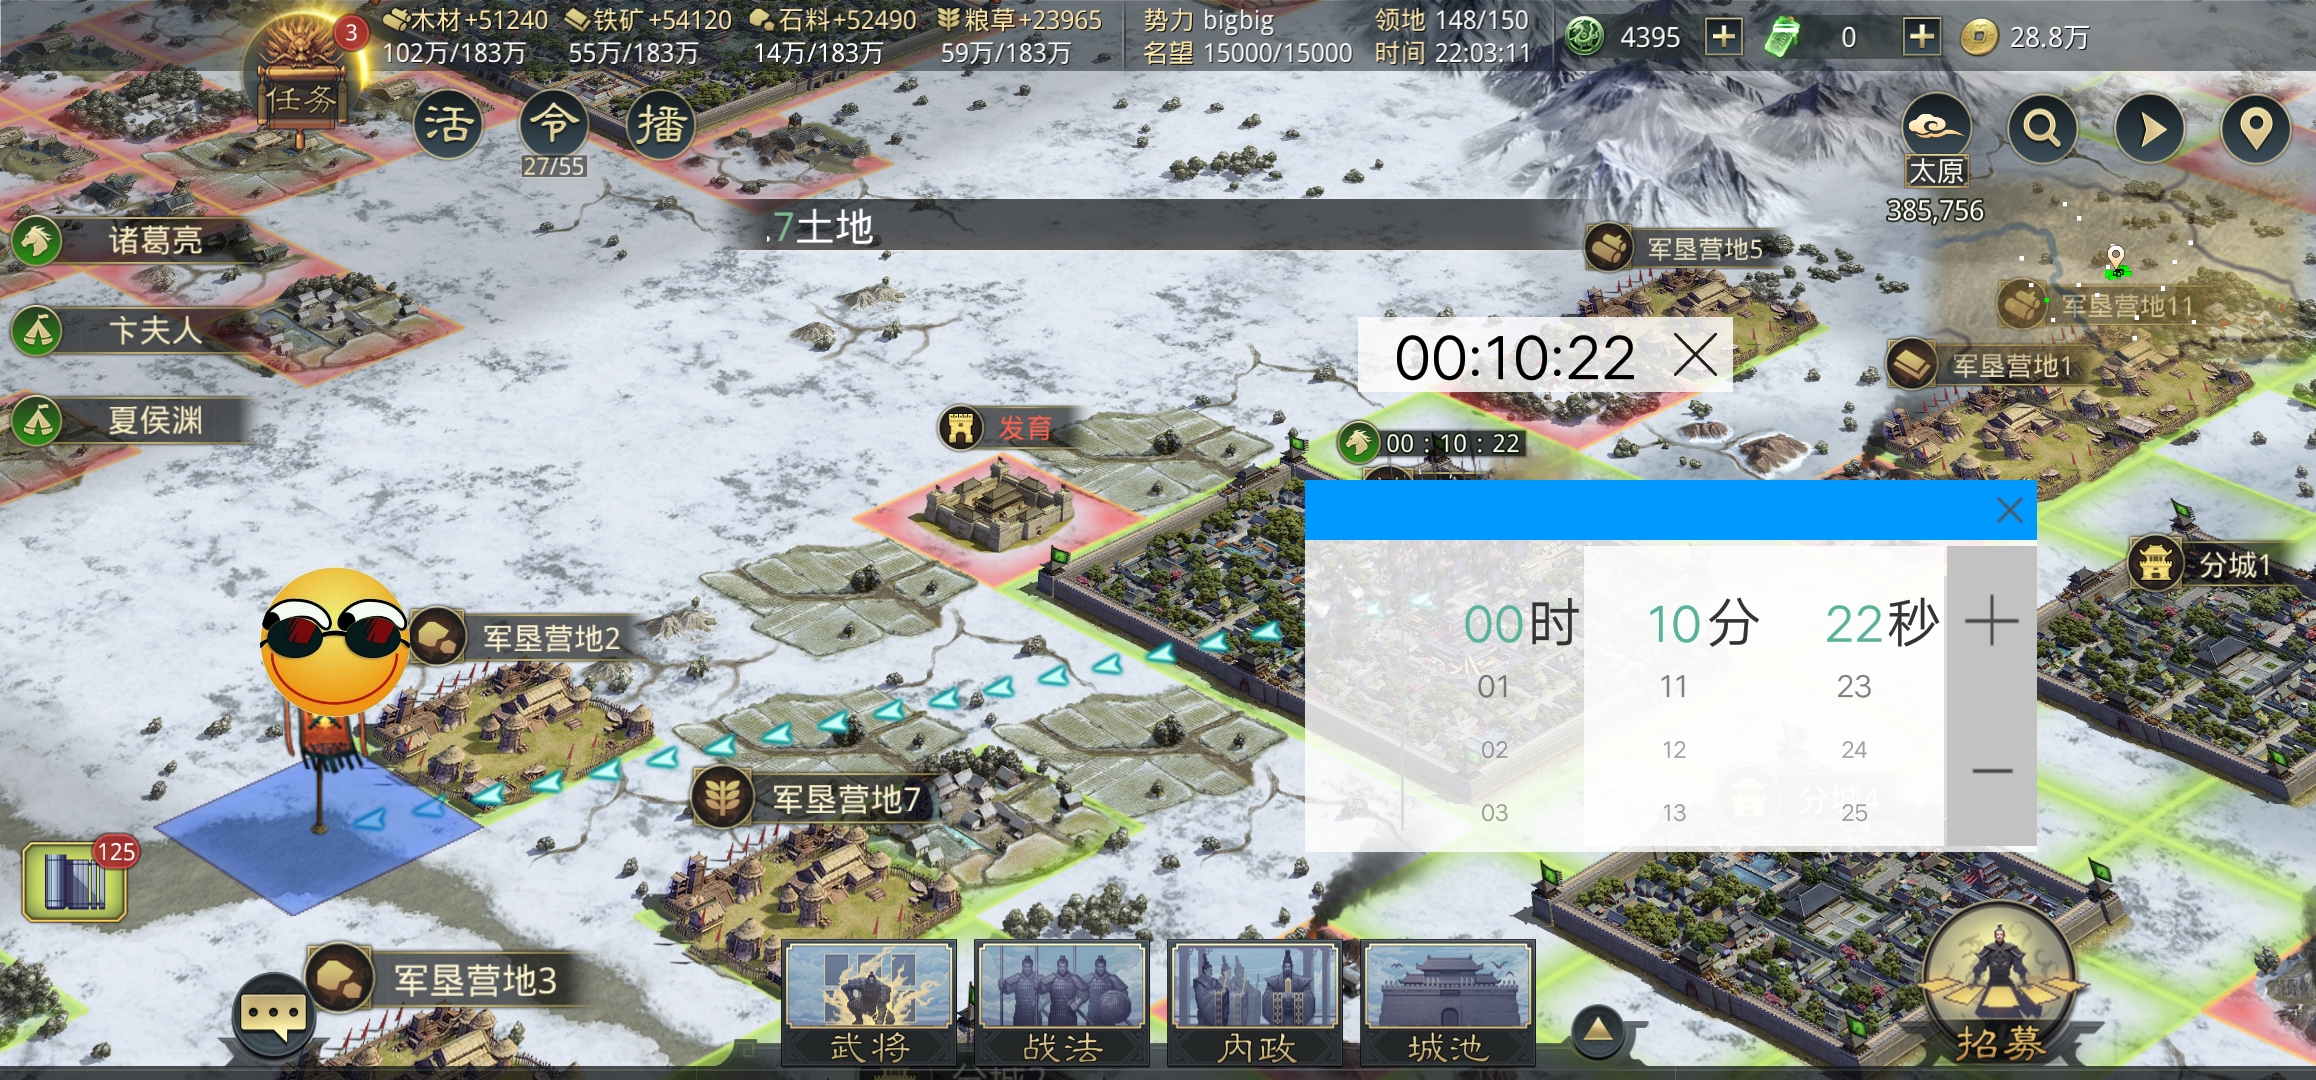 木材+51240 铁矿+54120 石料+52490 粮草+23965 势力 bigbig 领地 148/150
102万/183万 55万/183万 14万/183万 59万/183万 名望 15000/15000 时间 22:03:11
4395 0 28.8万
3
任务
活 令 播
27/55
太原
385,756
.7土地
诸葛亮
卞夫人
夏侯渊
军垦营地5
军垦营地11
军垦营地1
00:10:22
发育
00:10:22
分城1
00时 10分 22秒
01 11 23
02 12 24
03 13 25
分城4
军垦营地2
军垦营地7
125
军垦营地3
武将 战法 内政 城池
招募